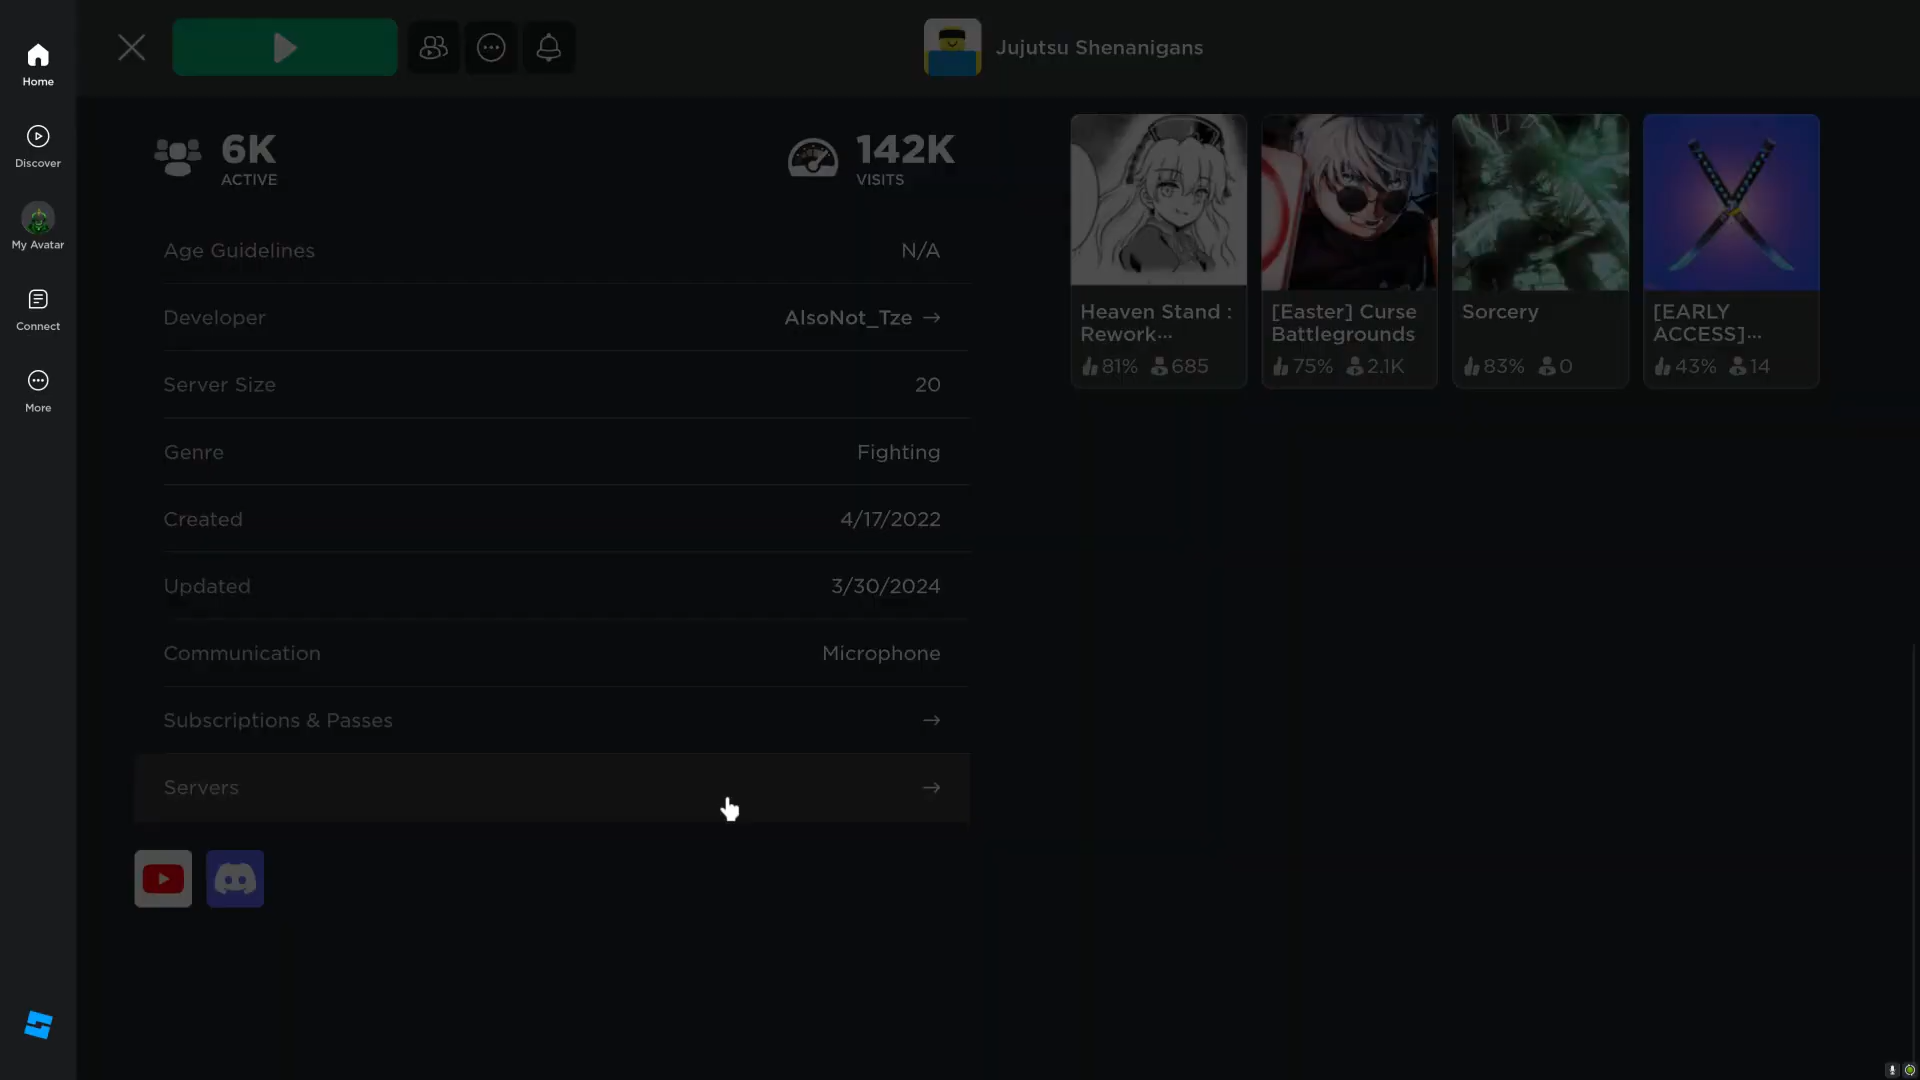 Home
Discover
My Avatar
Connect
More
Jujutsu Shenanigans
6K
ACTIVE
142K
VISITS
Age Guidelines N/A
Developer AlsoNot_Tze →
Server Size 20
Genre Fighting
Created 4/17/2022
Updated 3/30/2024
Communication Microphone
Subscriptions & Passes →
Servers →
Heaven Stand :
Rework...
81% 685
[Easter] Curse
Battlegrounds
75% 2.1K
Sorcery
83% 0
[EARLY
ACCESS]...
43% 14